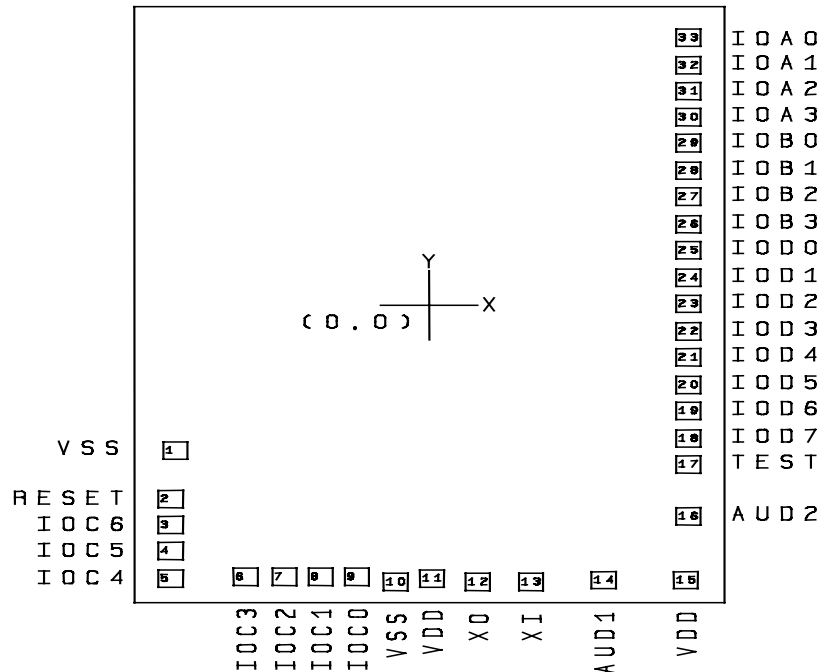 33 IOA0
32 IOA1
31 IOA2
30 IOA3
29 IOB0
28 IOB1
27 IOB2
26 IOB3
25 IOD0
Y
24 IOD1
X
23 IOD2
(0.0)
22 IOD3
21 IOD4
20 IOD5
19 IOD6
18 IOD7
VSS 1
17 TEST
RESET 2
16 AUD2
IOC6 3
IOC5 4
IOC4 5
6 7 8 9 10 11 12 13 14 15
IOC3
IOC2
IOC1
IOC0
VSS
VDD
XO
XI
AUD1
VDD